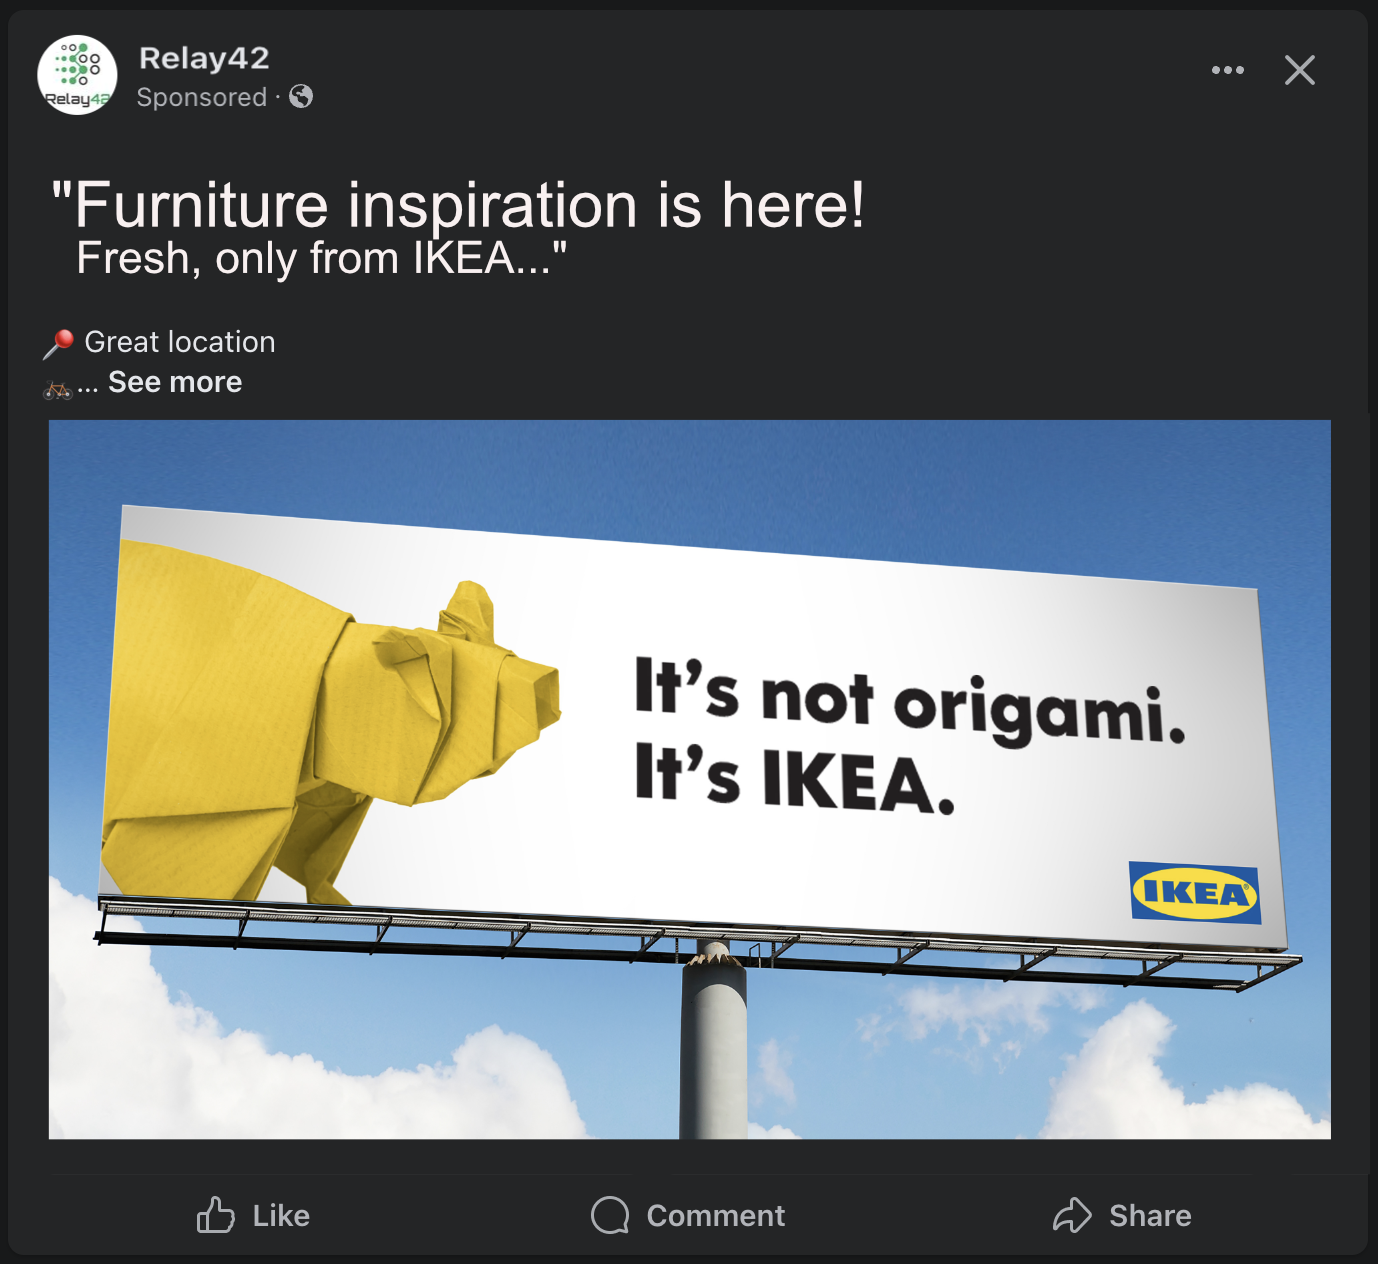 Relay42
Relay42
Sponsored ·
"Furniture inspiration is here!
Fresh, only from IKEA..."
Great location
... See more
It’s not origami.
It’s IKEA.
IKEA®
Like
Comment
Share